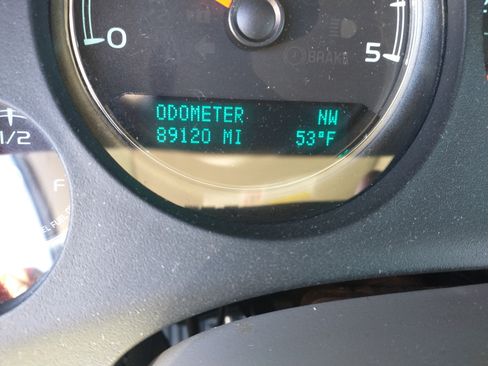 0 5
BRAKE
ODOMETER NW
89120 MI 53°F
1/2
F